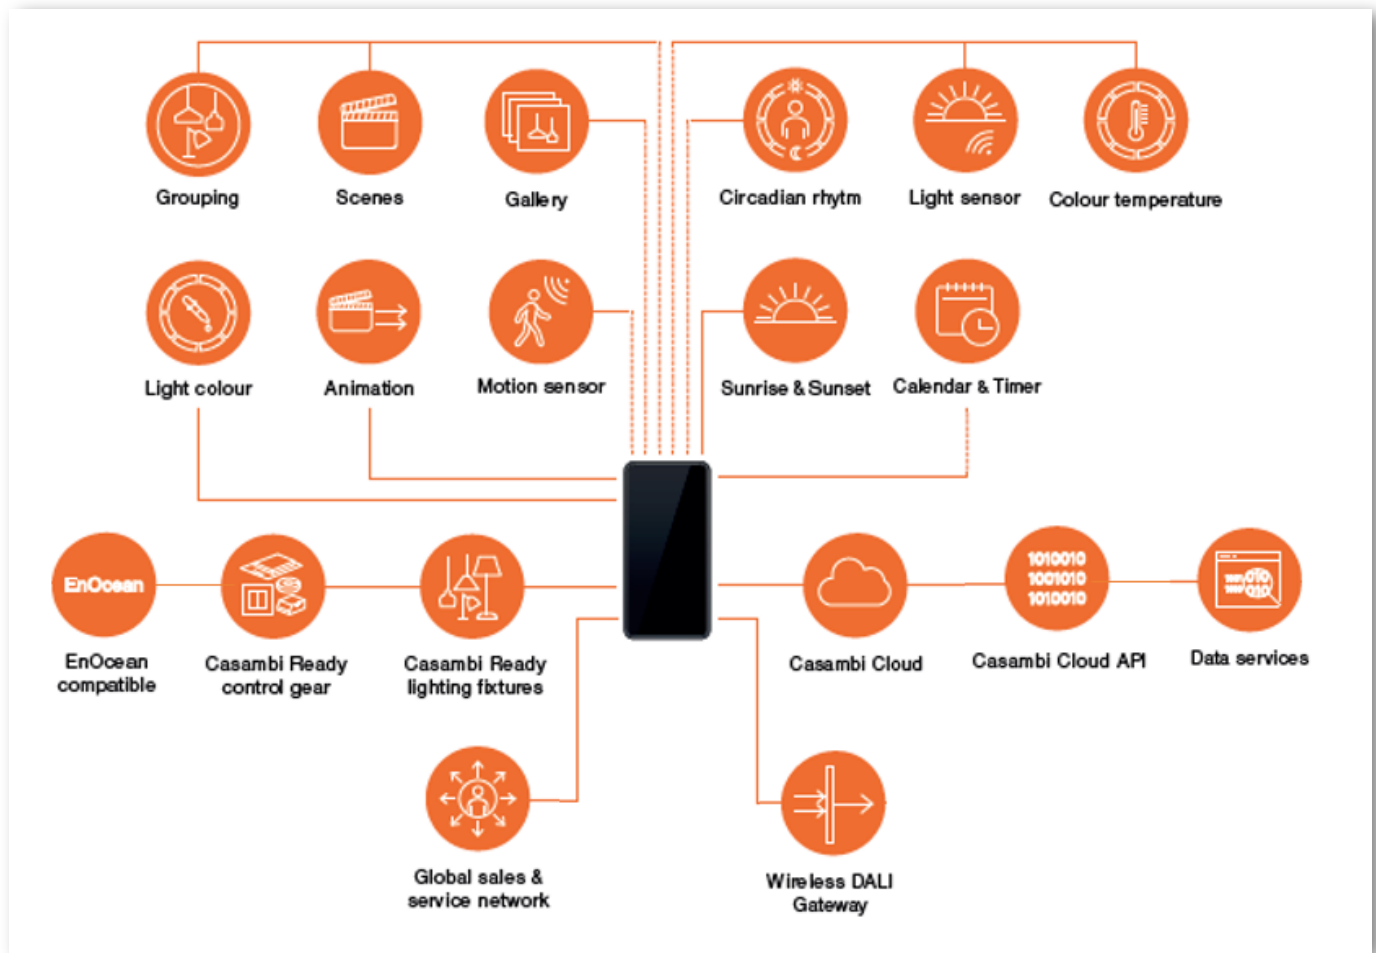 Grouping
Scenes
Gallery
Circadian rhytm
Light sensor
Colour temperature
Light colour
Animation
Motion sensor
Sunrise & Sunset
Calendar & Timer
EnOcean
EnOcean
compatible
Casambi Ready
control gear
Casambi Ready
lighting fixtures
Casambi Cloud
1010010
1001010
1010010
Casambi Cloud API
Data services
Global sales &
service network
Wireless DALI
Gateway